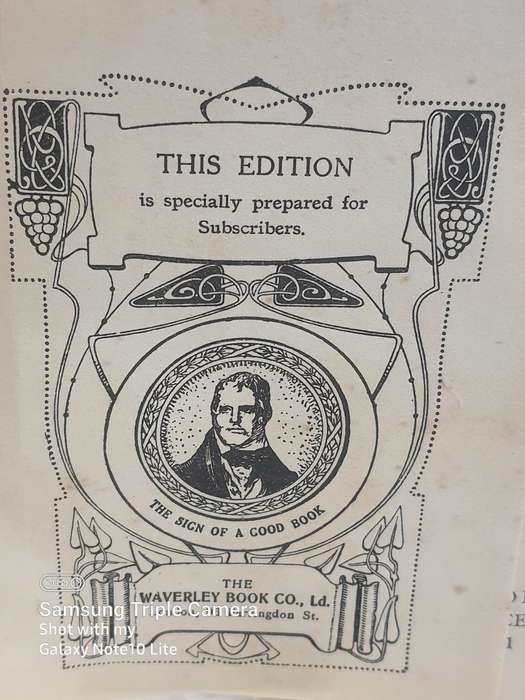 THIS EDITION
is specially prepared for
Subscribers.
THE SIGN OF A GOOD BOOK
THE
WAVERLEY BOOK CO., Ld.
St.
Samsung Triple Camera
Shot with my
Galaxy Note10 Lite